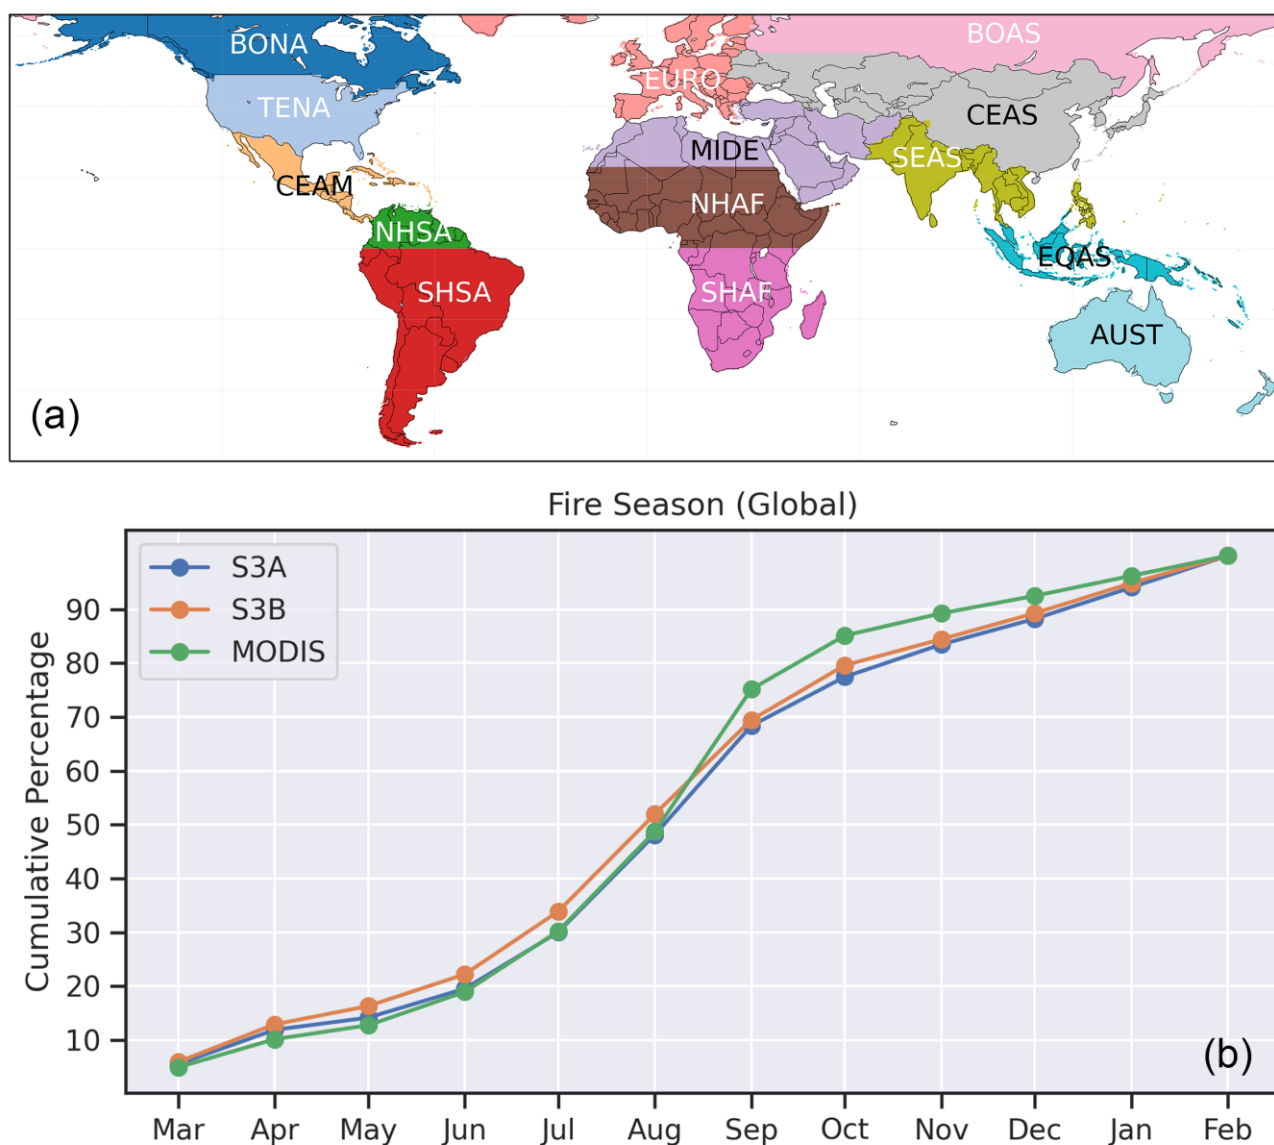 BONA
BOAS
EURO
TENA
CEAS
MIDE
SEAS
CEAM
NHAF
NHSA
EQAS
SHSA
SHAF
AUST
(a)
Fire Season (Global)
S3A
S3B
MODIS
Cumulative Percentage
90
80
70
60
50
40
30
20
10
(b)
Mar Apr May Jun Jul Aug Sep Oct Nov Dec Jan Feb